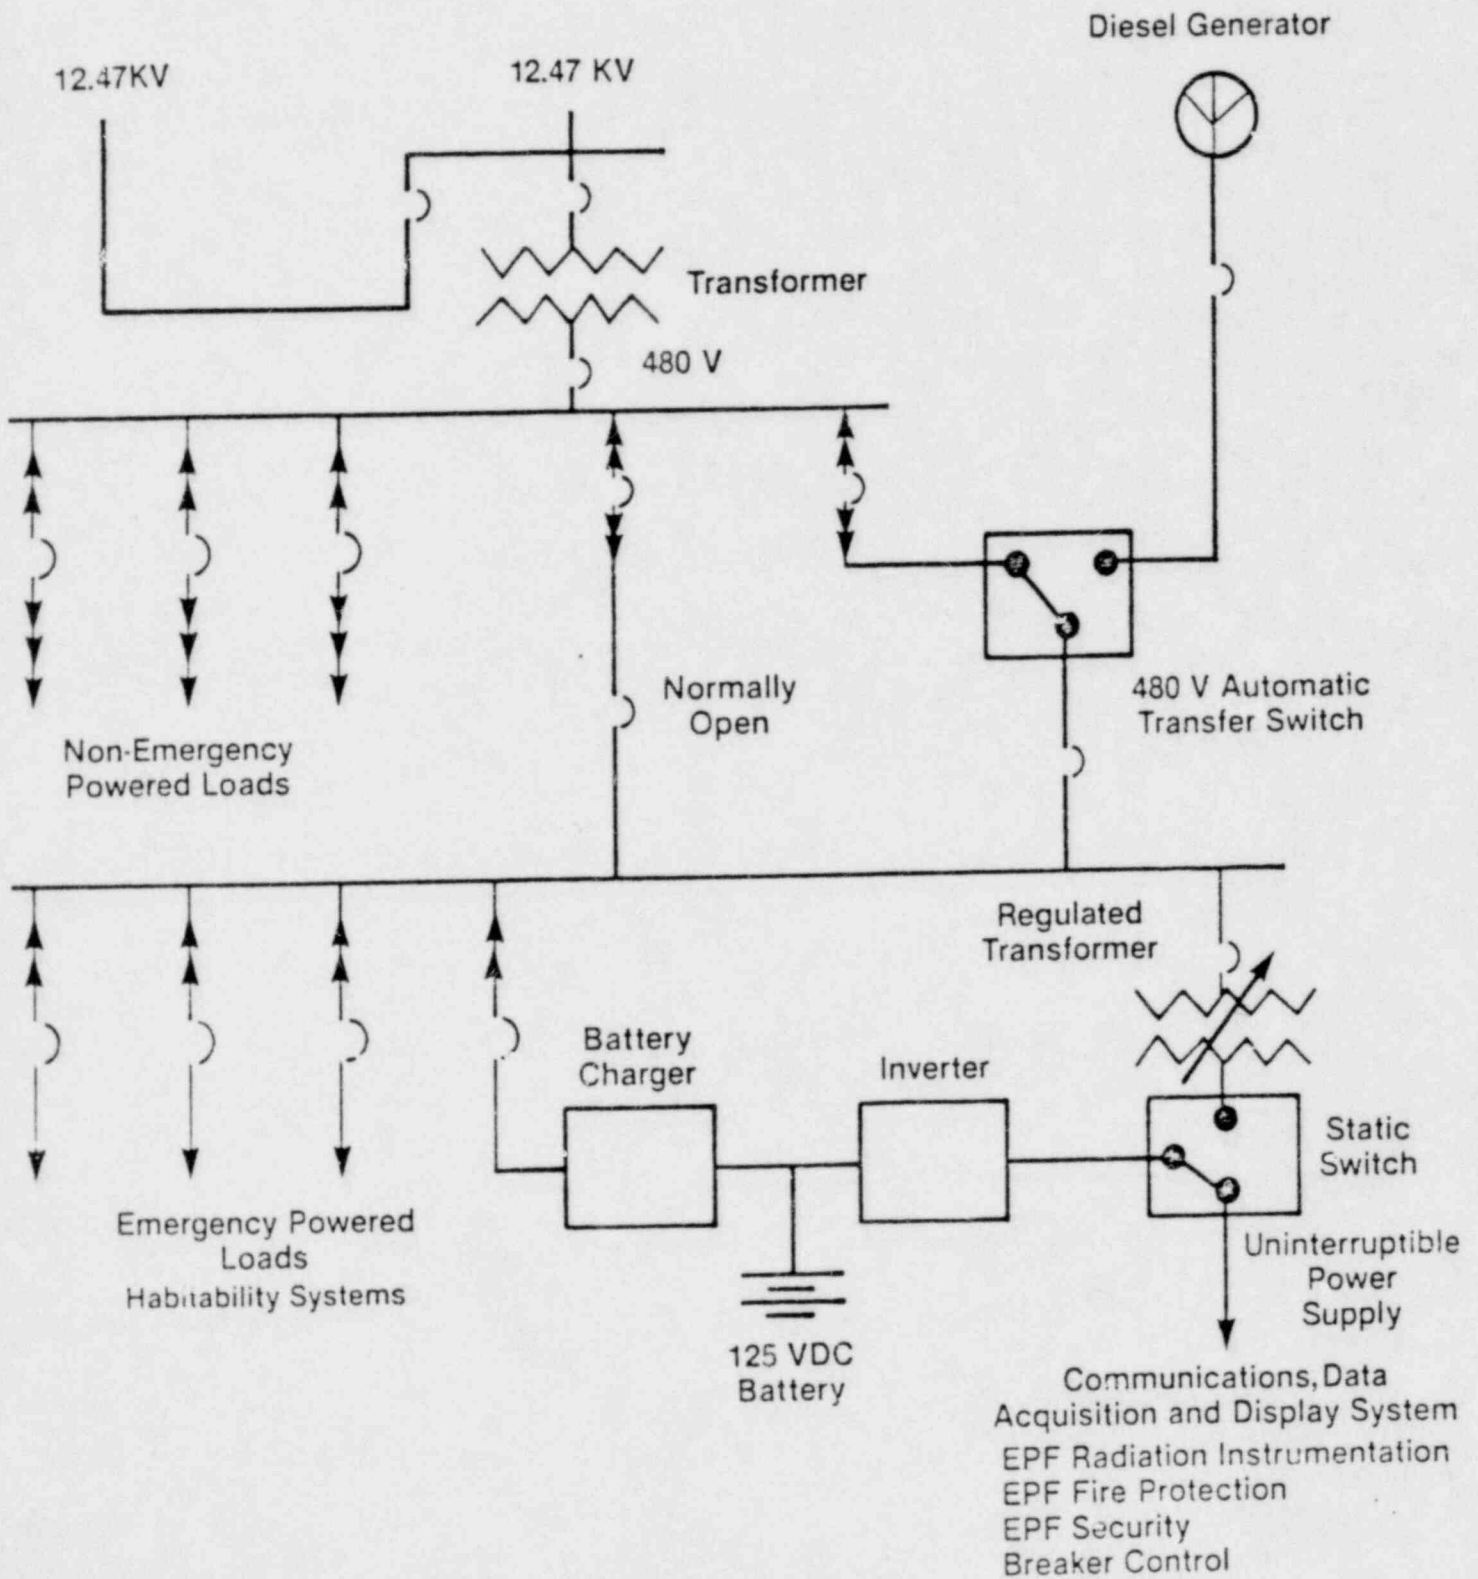 Diesel Generator
12.47KV
12.47 KV
Transformer
480 V
Normally
Open
480 V Automatic
Transfer Switch
Non-Emergency
Powered Loads
Regulated
Transformer
Battery
Charger
Inverter
Static
Switch
Emergency Powered
Loads
Habitability Systems
Uninterruptible
Power
Supply
125 VDC
Battery
Communications, Data
Acquisition and Display System
EPF Radiation Instrumentation
EPF Fire Protection
EPF Security
Breaker Control